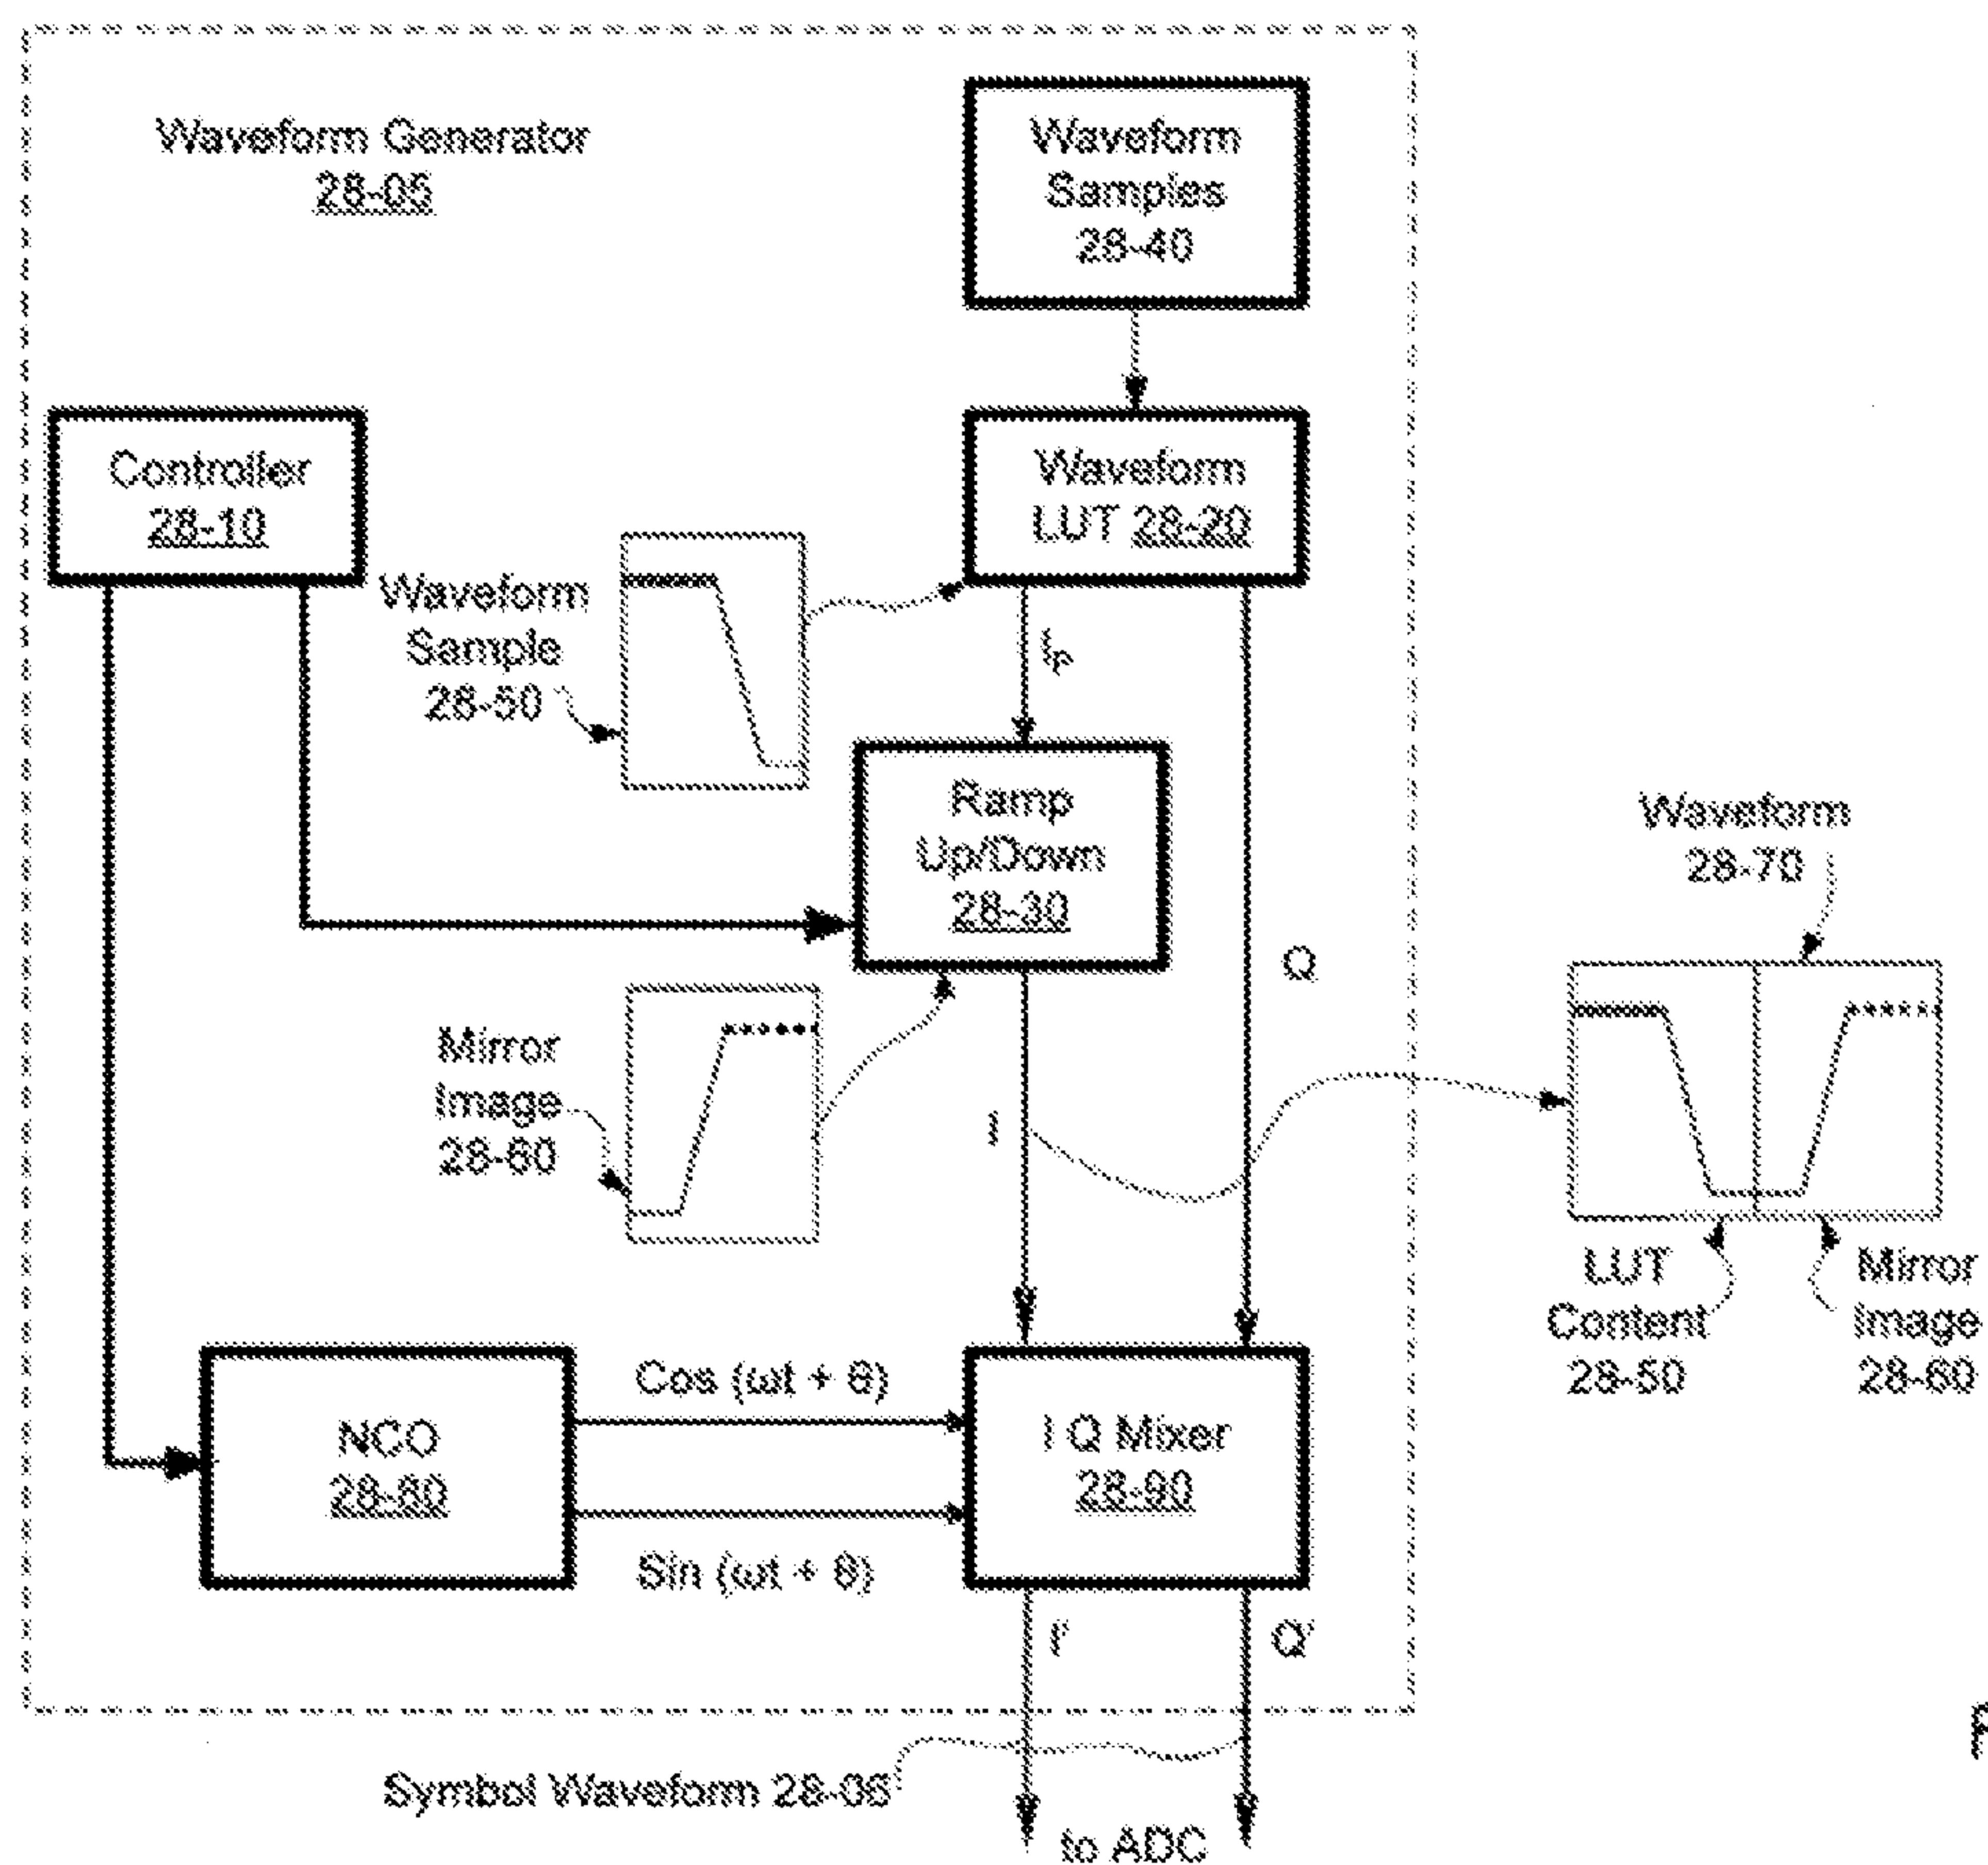 Waveform Generator
28-05
Waveform
Samples
28-40
Controller
28-10
Waveform
LUT 28-20
Waveform
Sample
28-50
Ip
Ramp
Up/Down
28-30
Q
Waveform
28-70
Mirror
Image
28-60
I
LUT
Content
28-50
Mirror
Image
28-60
NCO
28-80
Cos (ωt + θ)
Sin (ωt + θ)
I Q Mixer
28-90
I'
Q'
Symbol Waveform 28-06
to ADC